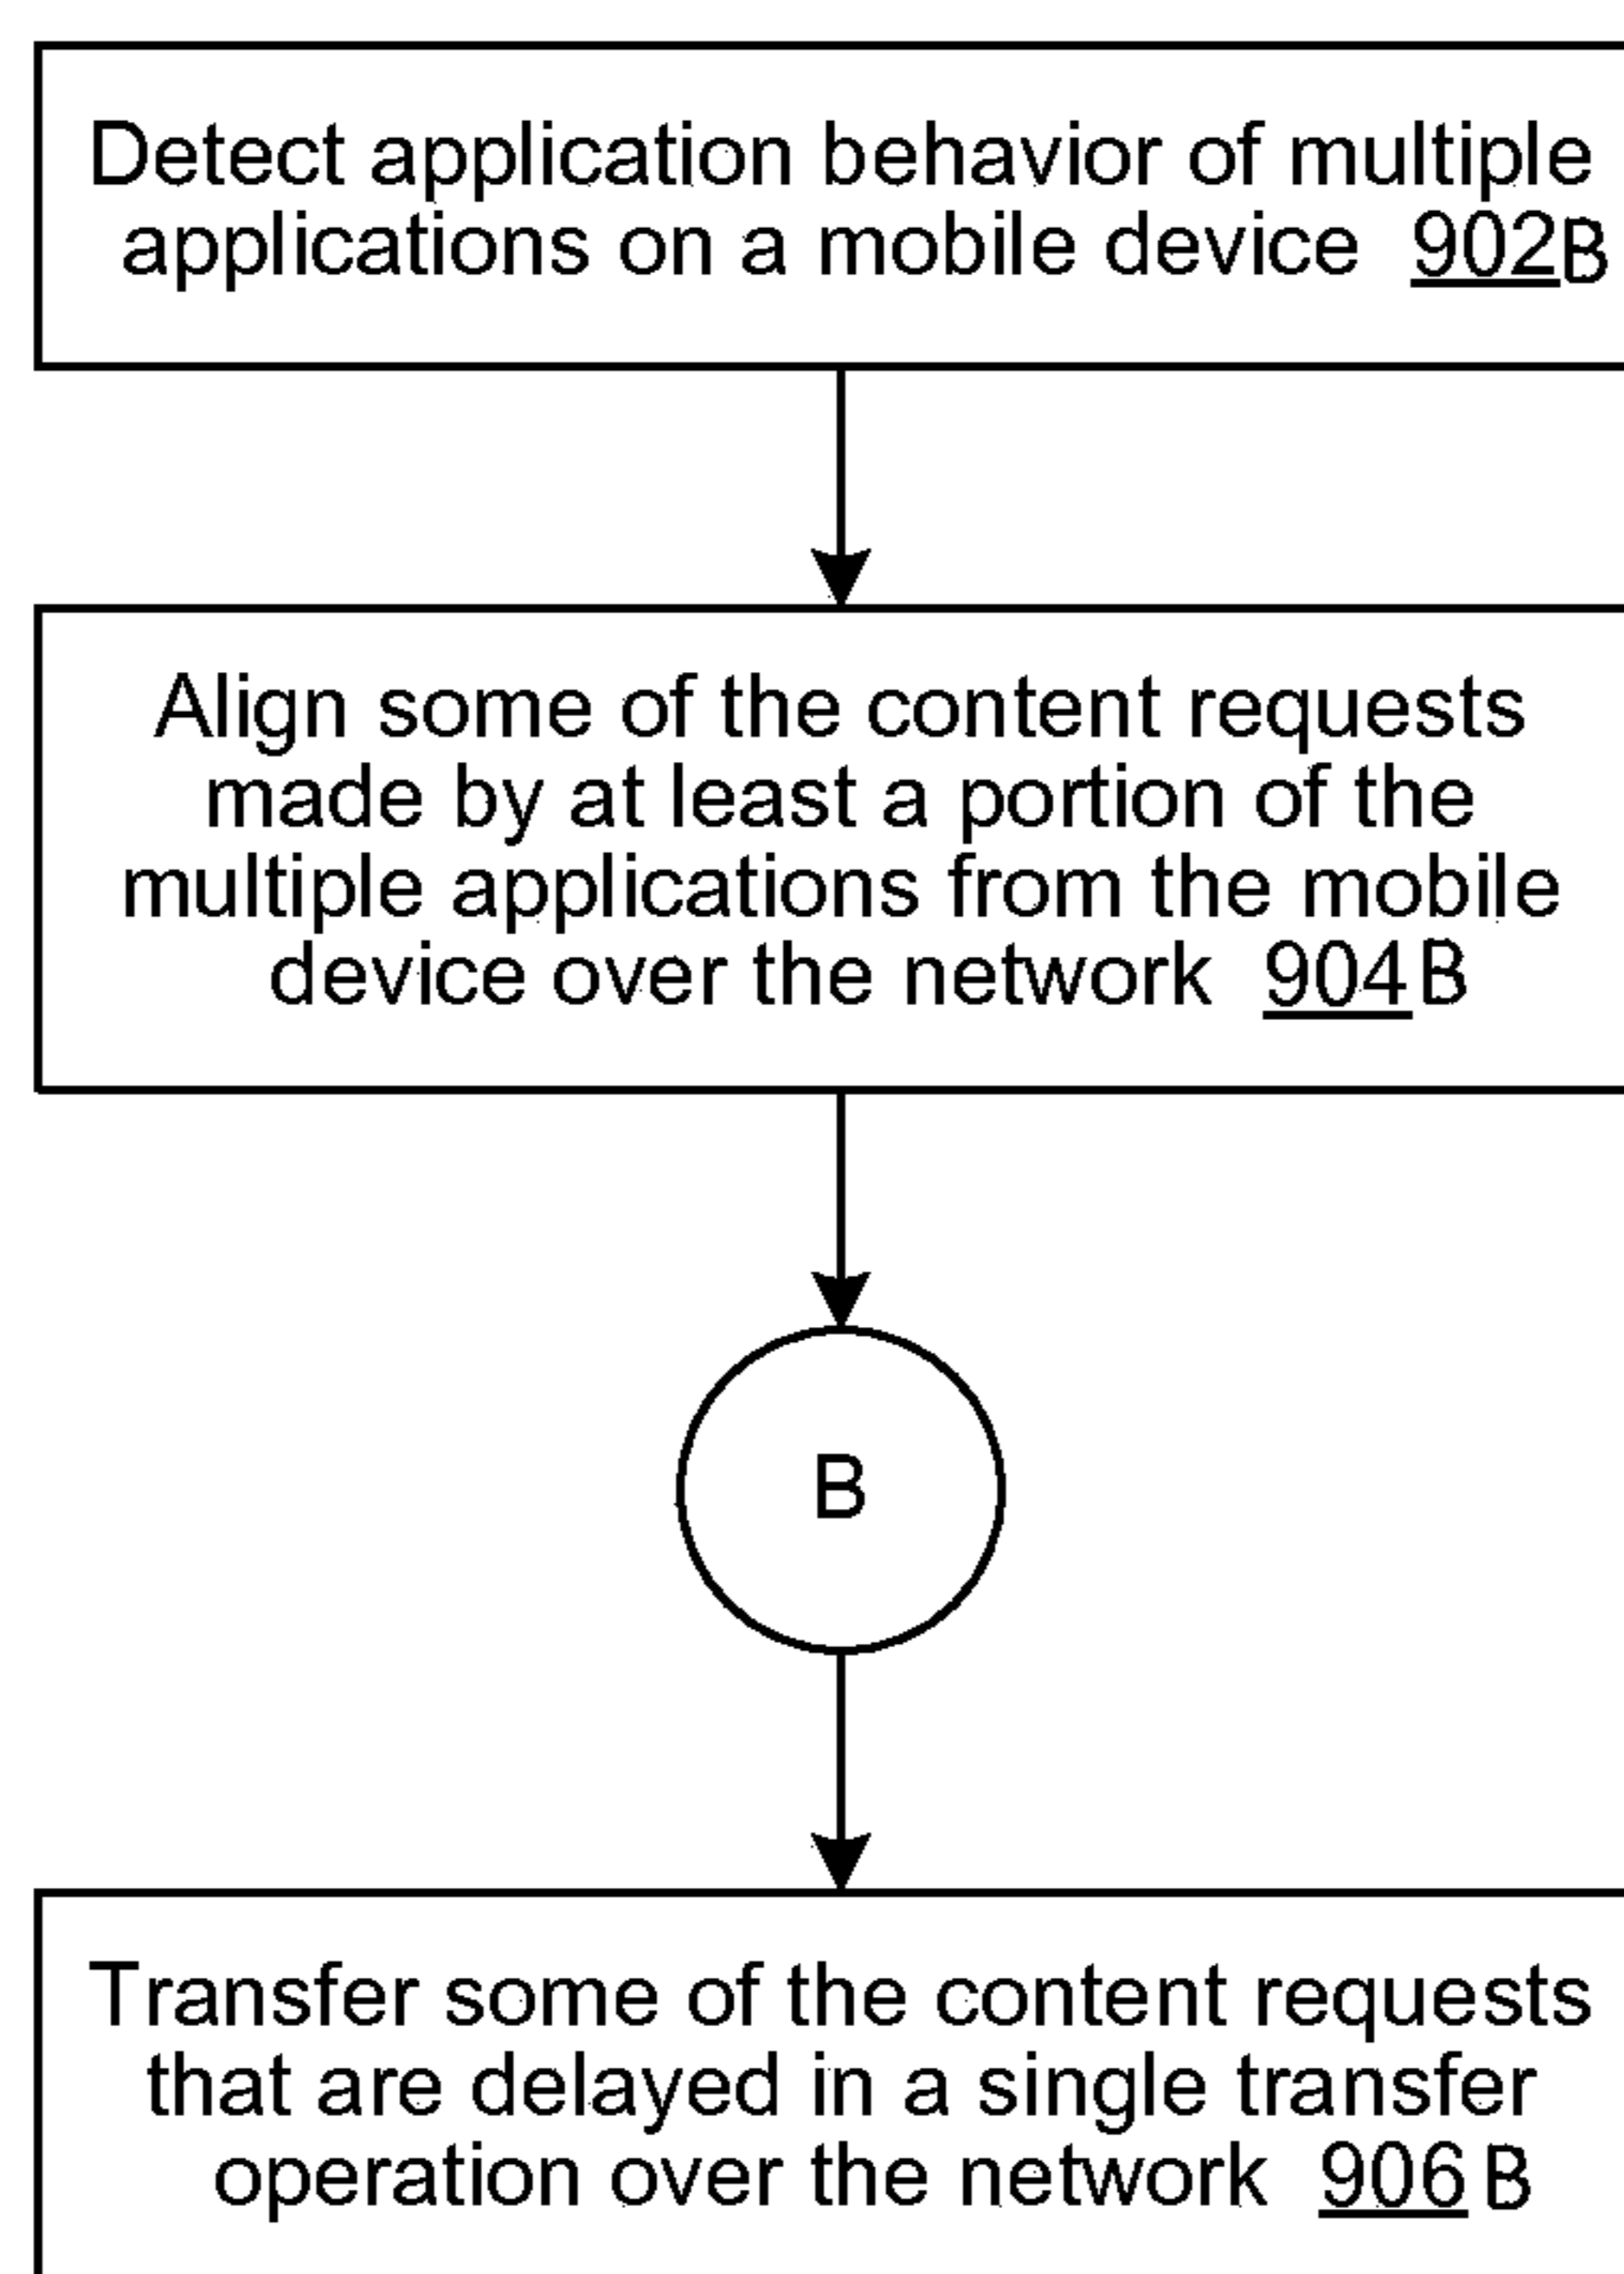 Detect application behavior of multiple
applications on a mobile device 902B
Align some of the content requests
made by at least a portion of the
multiple applications from the mobile
device over the network 904B
B
Transfer some of the content requests
that are delayed in a single transfer
operation over the network 906B